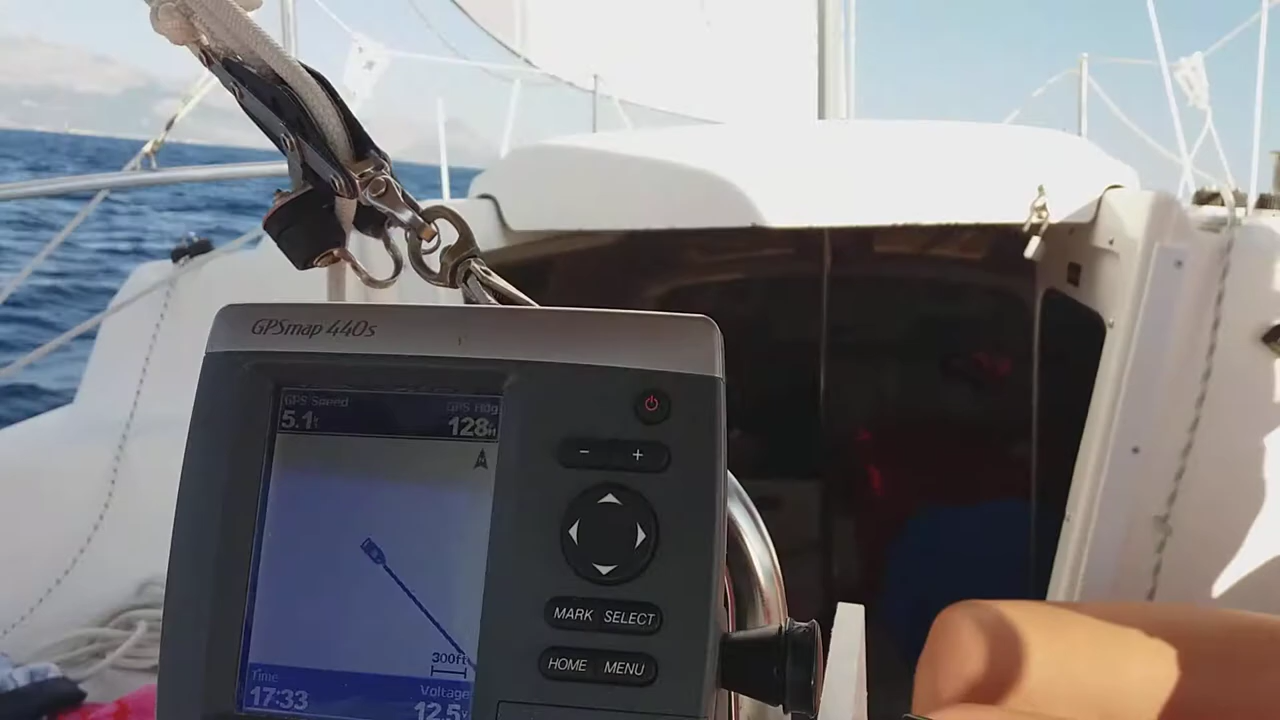 GPSmap 440s
GPS Speed
GPS Hdg
5.1
128
− +
MARK SELECT
HOME MENU
300ft
Time
Voltage
17:33
12.5